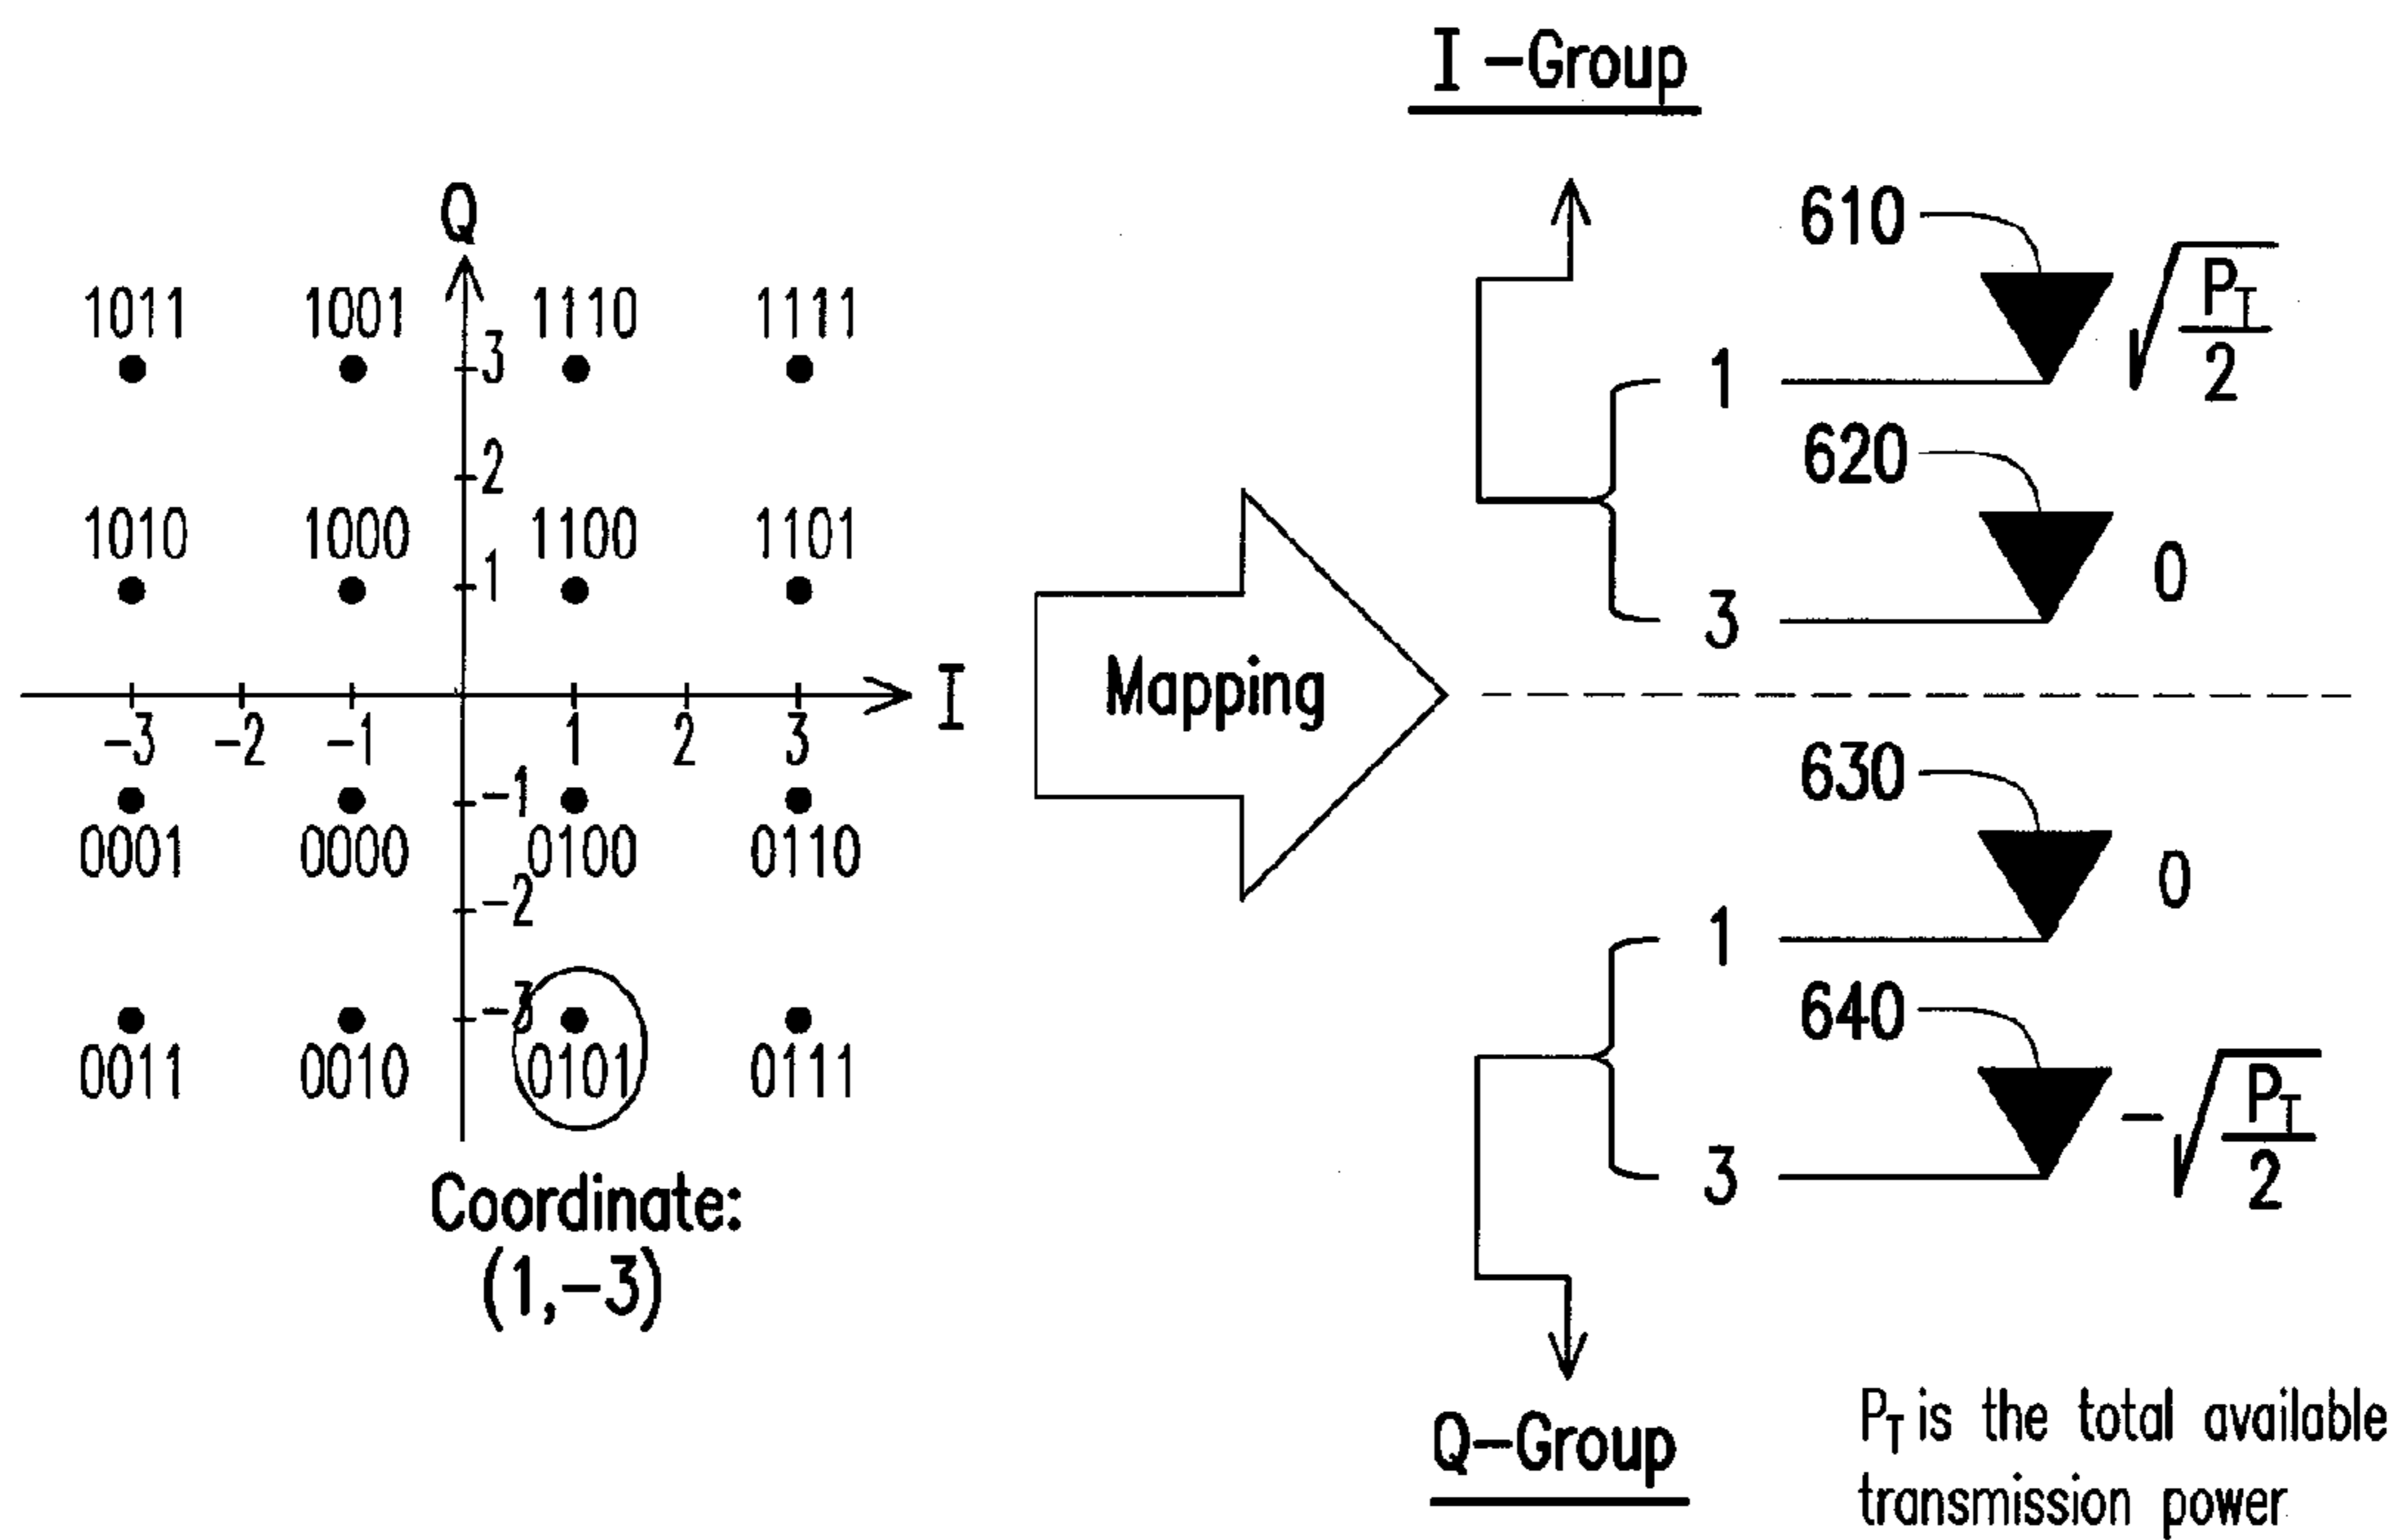 I-Group
Q
610
√(P_T/2)
1011 1001 1110 1111
3
1
620
2
1010 1000 1100 1101
1
0
3
Mapping
I
-3 -2 -1 1 2 3
630
-1
0001 0000 0100 0110
0
-2
1
640
-3
0011 0010 0101 0111
-√(P_T/2)
3
Coordinate:
(1,-3)
Q-Group
P_T is the total available
transmission power